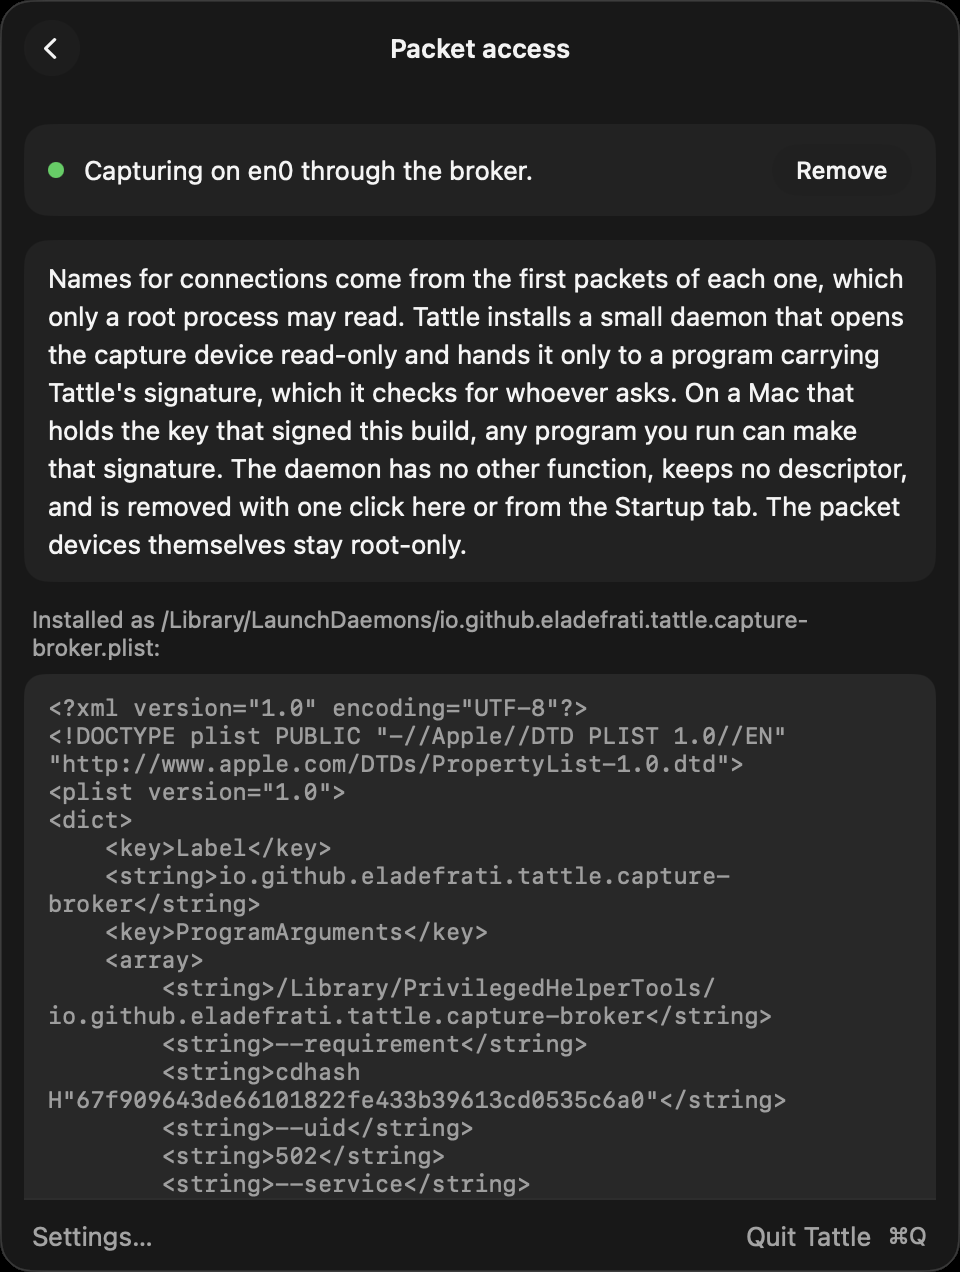 Packet access
Capturing on en0 through the broker.
Remove
Names for connections come from the first packets of each one, which
only a root process may read. Tattle installs a small daemon that opens
the capture device read-only and hands it only to a program carrying
Tattle's signature, which it checks for whoever asks. On a Mac that
holds the key that signed this build, any program you run can make
that signature. The daemon has no other function, keeps no descriptor,
and is removed with one click here or from the Startup tab. The packet
devices themselves stay root-only.
Installed as /Library/LaunchDaemons/io.github.eladefrati.tattle.capture-
broker.plist:
<?xml version="1.0" encoding="UTF-8"?>
<!DOCTYPE plist PUBLIC "-//Apple//DTD PLIST 1.0//EN"
"http://www.apple.com/DTDs/PropertyList-1.0.dtd">
<plist version="1.0">
<dict>
    <key>Label</key>
    <string>io.github.eladefrati.tattle.capture-
broker</string>
    <key>ProgramArguments</key>
    <array>
        <string>/Library/PrivilegedHelperTools/
io.github.eladefrati.tattle.capture-broker</string>
        <string>--requirement</string>
        <string>cdhash
H"67f909643de66101822fe433b39613cd0535c6a0"</string>
        <string>--uid</string>
        <string>502</string>
        <string>--service</string>
Settings...
Quit Tattle ⌘Q